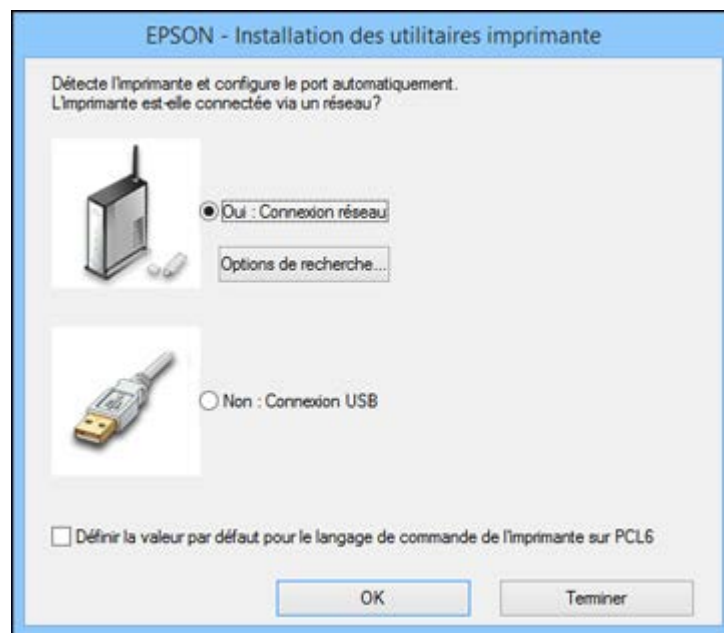 EPSON - Installation des utilitaires imprimante
Détecte l'imprimante et configure le port automatiquement.
L'imprimante est-elle connectée via un réseau?
Oui : Connexion réseau
Options de recherche...
Non : Connexion USB
Définir la valeur par défaut pour le langage de commande de l'imprimante sur PCL6
OK
Terminer